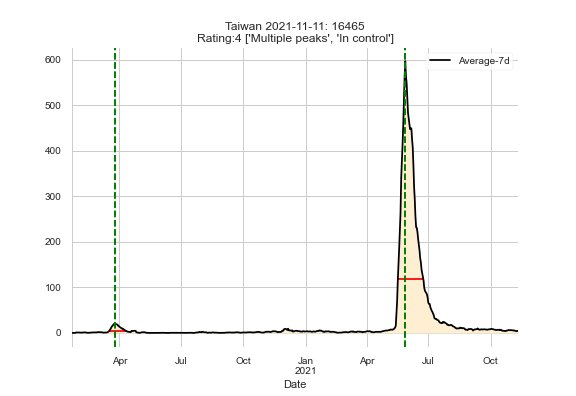 Taiwan 2021-11-11: 16465
Rating:4 ['Multiple peaks', 'In control']
Average-7d
600
500
400
300
200
100
0
Apr Jul Oct Jan Apr Jul Oct
2021
Date